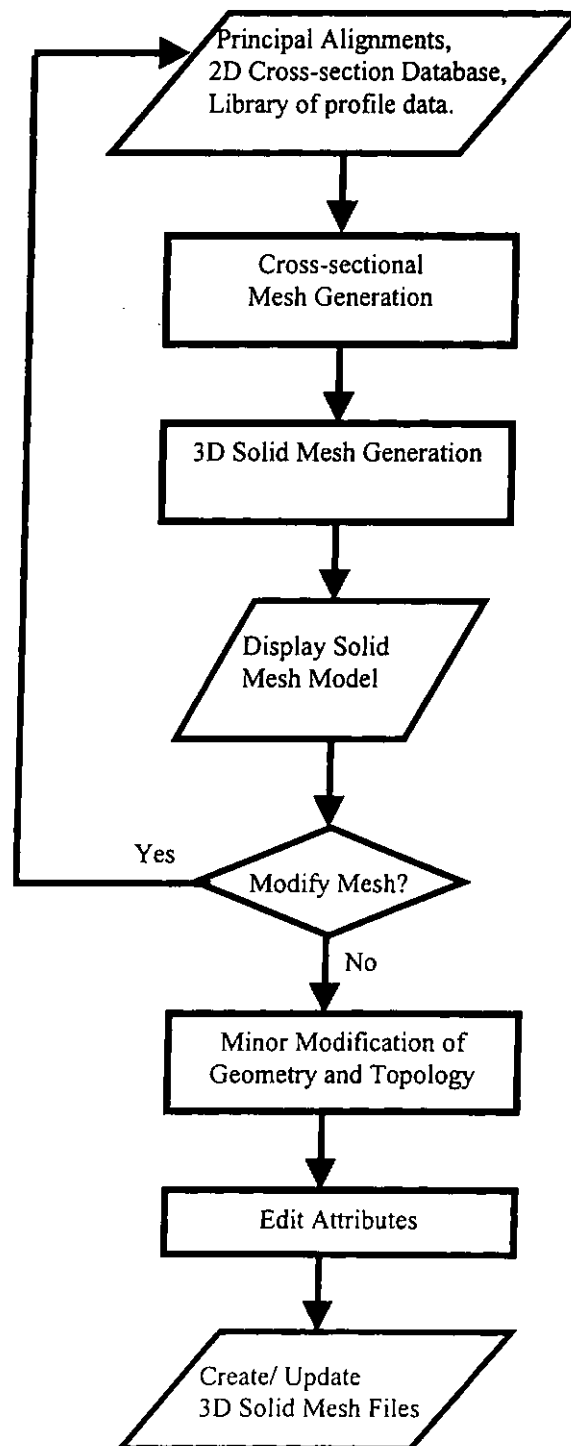 Principal Alignments,
2D Cross-section Database,
Library of profile data.
Cross-sectional
Mesh Generation
3D Solid Mesh Generation
Display Solid
Mesh Model
Yes
Modify Mesh?
No
Minor Modification of
Geometry and Topology
Edit Attributes
Create/ Update
3D Solid Mesh Files